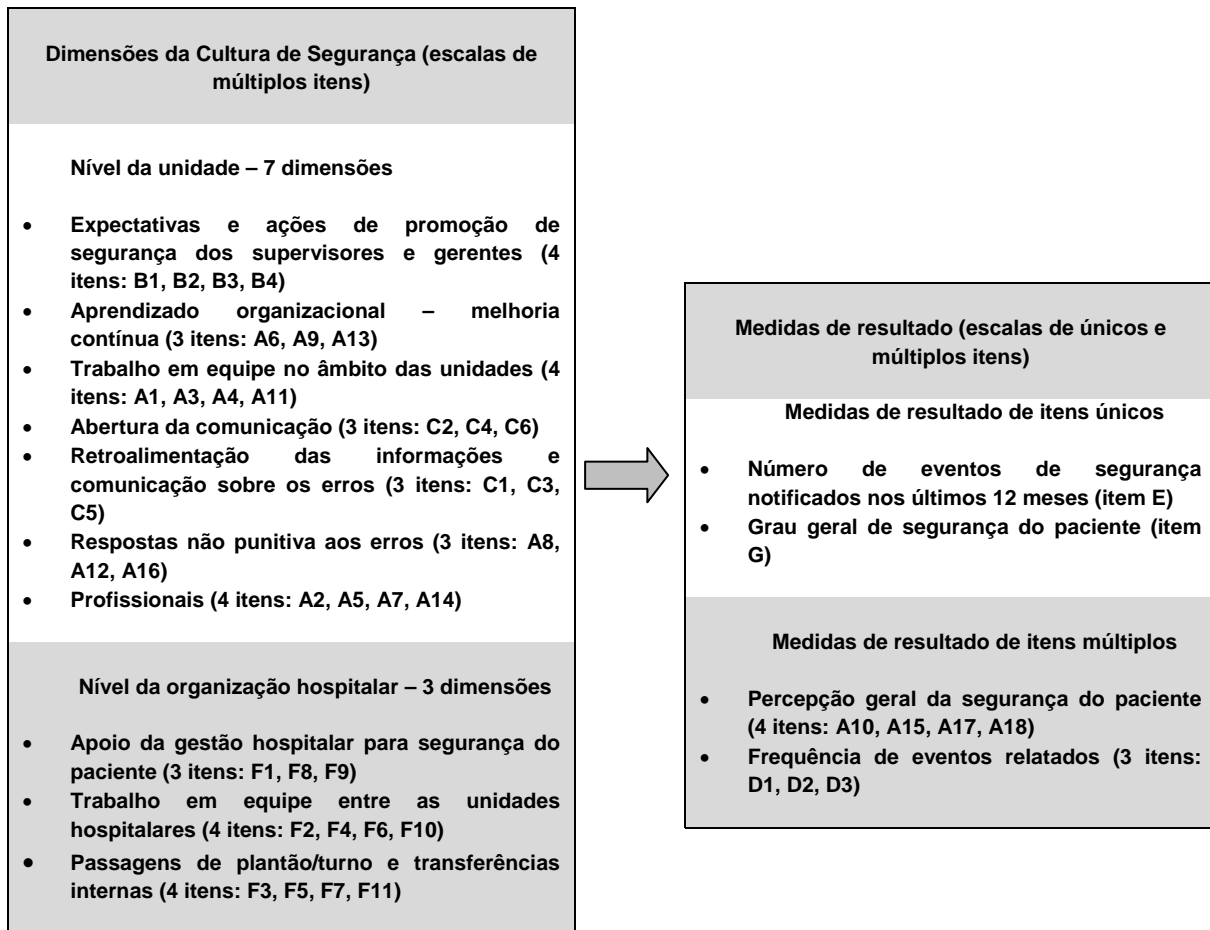 Dimensões da Cultura de Segurança (escalas de
múltiplos itens)
Nível da unidade – 7 dimensões
• Expectativas e ações de promoção de
segurança dos supervisores e gerentes (4
itens: B1, B2, B3, B4)
• Aprendizado organizacional – melhoria
contínua (3 itens: A6, A9, A13)
• Trabalho em equipe no âmbito das unidades (4
itens: A1, A3, A4, A11)
• Abertura da comunicação (3 itens: C2, C4, C6)
• Retroalimentação das informações e
comunicação sobre os erros (3 itens: C1, C3,
C5)
• Respostas não punitiva aos erros (3 itens: A8,
A12, A16)
• Profissionais (4 itens: A2, A5, A7, A14)
Nível da organização hospitalar – 3 dimensões
• Apoio da gestão hospitalar para segurança do
paciente (3 itens: F1, F8, F9)
• Trabalho em equipe entre as unidades
hospitalares (4 itens: F2, F4, F6, F10)
• Passagens de plantão/turno e transferências
internas (4 itens: F3, F5, F7, F11)
Medidas de resultado (escalas de únicos e
múltiplos itens)
Medidas de resultado de itens únicos
• Número de eventos de segurança
notificados nos últimos 12 meses (item E)
• Grau geral de segurança do paciente (item
G)
Medidas de resultado de itens múltiplos
• Percepção geral da segurança do paciente
(4 itens: A10, A15, A17, A18)
• Frequência de eventos relatados (3 itens:
D1, D2, D3)